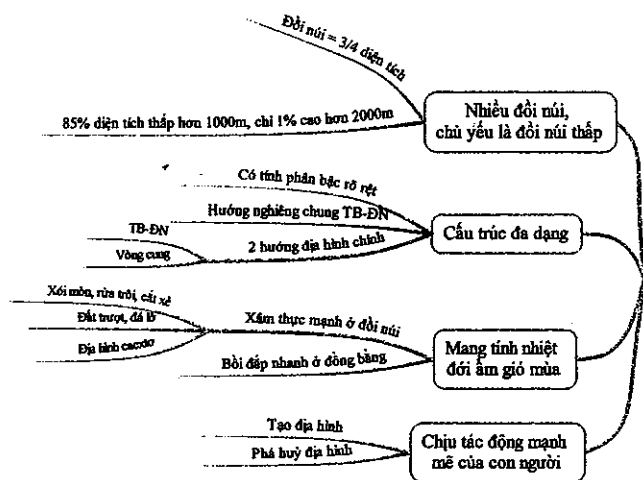 Đồi núi = 3/4 diện tích
85% diện tích thấp hơn 1000m, chỉ 1% cao hơn 2000m
Nhiều đồi núi,
chủ yếu là đồi núi thấp
Có tính phân bậc rõ rệt
Hướng nghiêng chung TB-ĐN
2 hướng địa hình chính
TB-ĐN
Vòng cung
Cấu trúc đa dạng
Xói mòn, rửa trôi, cắt xẻ
Đất trượt, đá lở
Địa hình cacxtơ
Xâm thực mạnh ở đồi núi
Bồi đắp nhanh ở đồng bằng
Mang tính nhiệt
đới ẩm gió mùa
Tạo địa hình
Phá huỷ địa hình
Chịu tác động mạnh
mẽ của con người